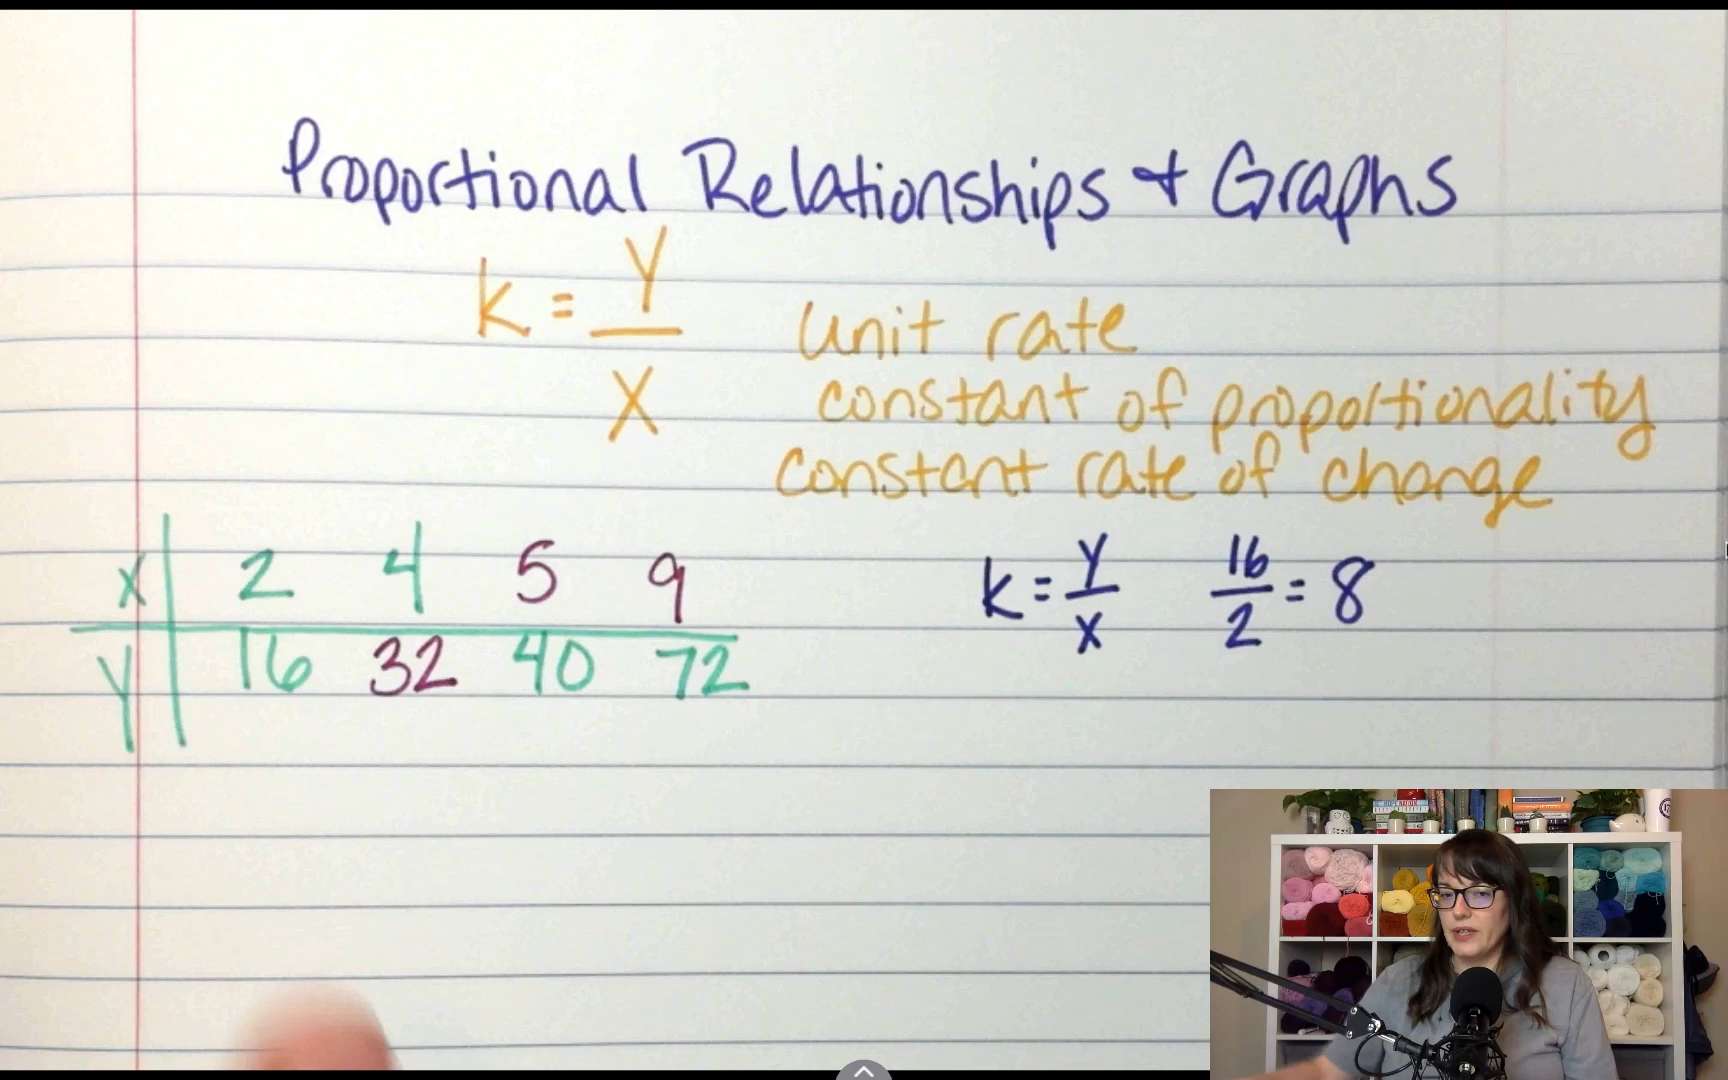 Proportional Relationships + Graphs
k = Y/X
unit rate
constant of proportionality
constant rate of change
x 2 4 5 9
y 16 32 40 72
k = Y/X 16/2 = 8